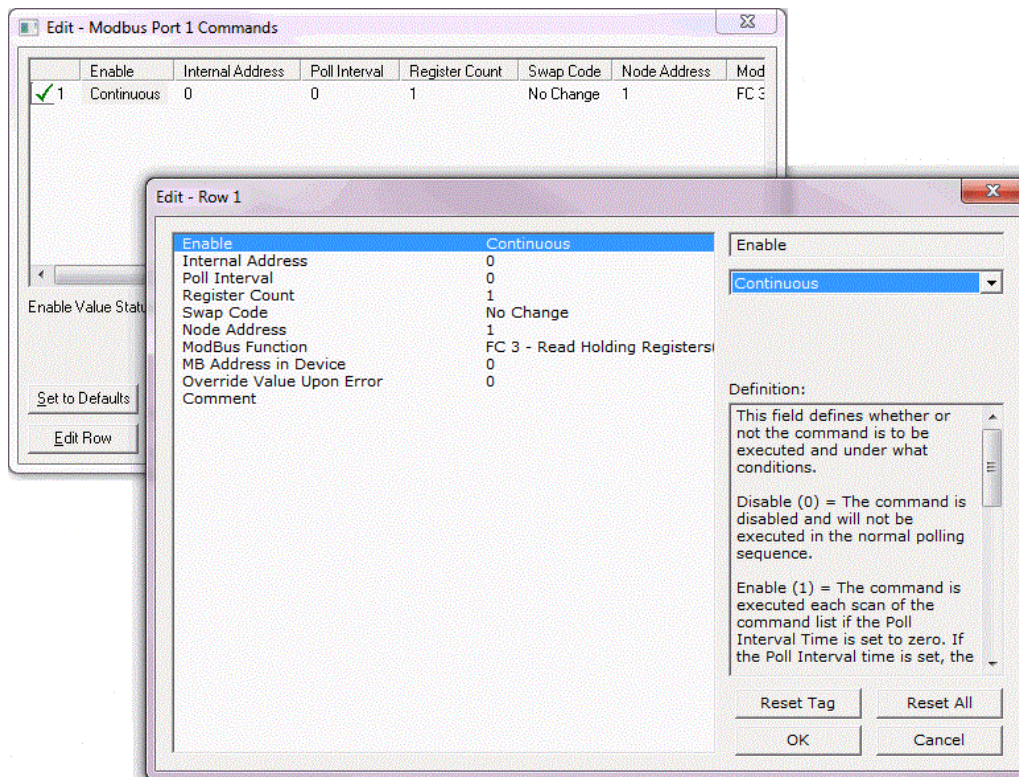 Edit - Modbus Port 1 Commands
Enable Internal Address Poll Interval Register Count Swap Code Node Address Mod
1 Continuous 0 0 1 No Change 1 FC 3
Enable Value Statu
Set to Defaults
Edit Row
Edit - Row 1
Enable Continuous
Internal Address 0
Poll Interval 0
Register Count 1
Swap Code No Change
Node Address 1
ModBus Function FC 3 - Read Holding Registers(
MB Address in Device 0
Override Value Upon Error 0
Comment
Enable
Continuous
Definition:
This field defines whether or
not the command is to be
executed and under what
conditions.
Disable (0) = The command is
disabled and will not be
executed in the normal polling
sequence.
Enable (1) = The command is
executed each scan of the
command list if the Poll
Interval Time is set to zero. If
the Poll Interval time is set, the
Reset Tag Reset All
OK Cancel